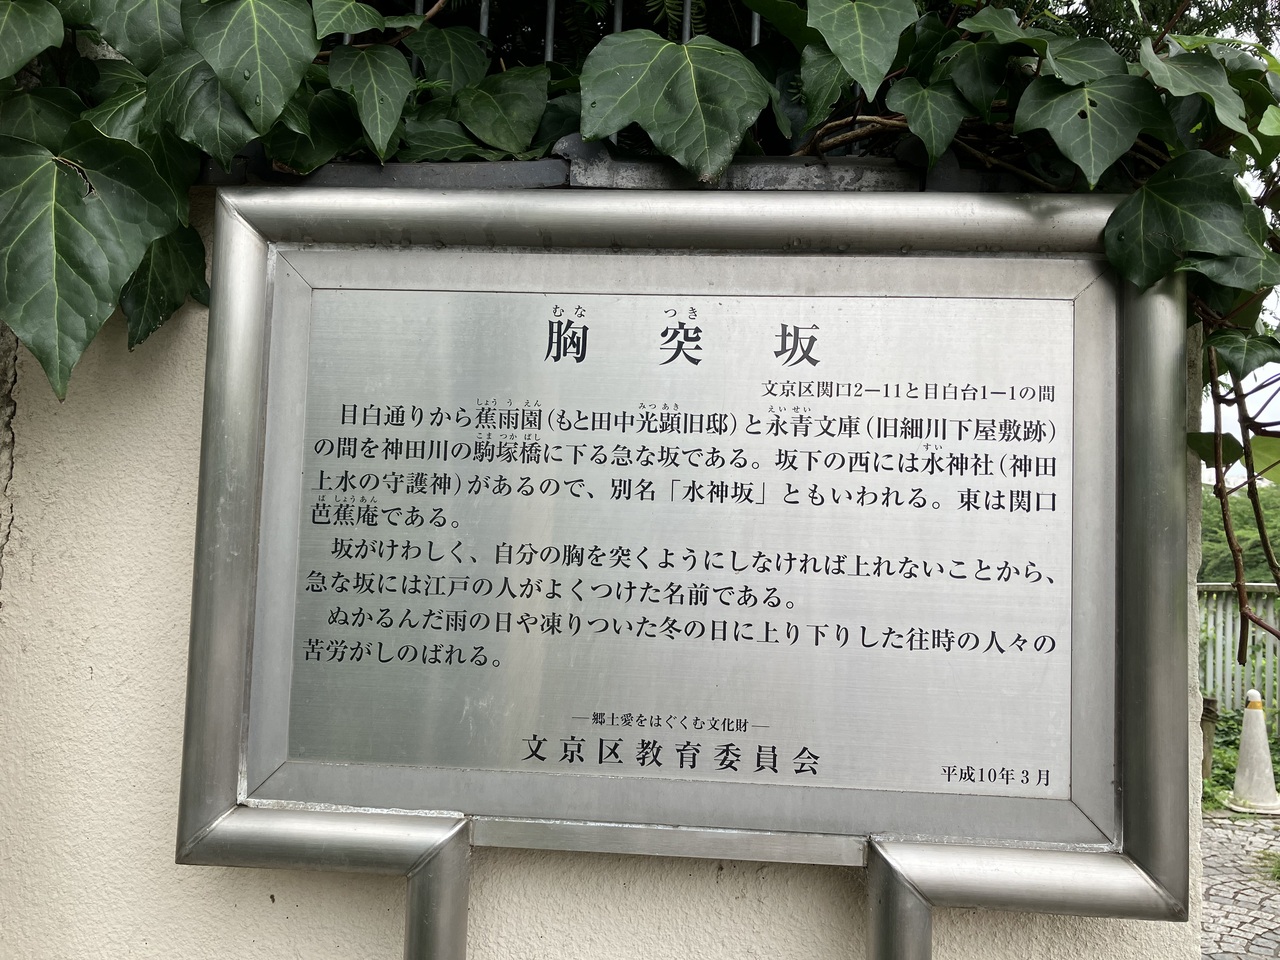 むな つき
胸突坂
文京区関口2−11と目白台1−1の間
しょう う えん みつ あき えい せい
目白通りから蕉雨園(もと田中光顕旧邸)と永青文庫(旧細川下屋敷跡)
こま つか ばし すい
の間を神田川の駒塚橋に下る急な坂である。坂下の西には水神社(神田
上水の守護神)があるので、別名「水神坂」ともいわれる。東は関口
ば しょう あん
芭蕉庵である。
坂がけわしく、自分の胸を突くようにしなければ上れないことから、
急な坂には江戸の人がよくつけた名前である。
ぬかるんだ雨の日や凍りついた冬の日に上り下りした往時の人々の
苦労がしのばれる。
―郷土愛をはぐくむ文化財―
文京区教育委員会
平成10年3月